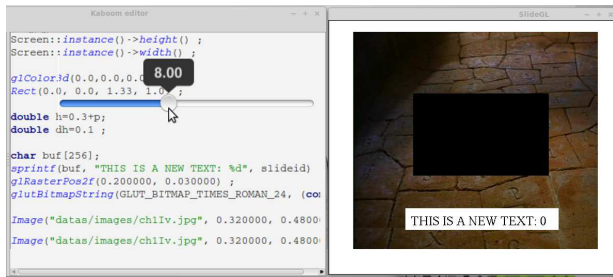 Kaboom editor
Screen::instance()->height() ;
Screen::instance()->width() ;
glColor3d(0.0,0.0,0.
8.00
Rect(0.0, 0.0, 1.33, 1.0 ;
double h=0.3+p;
double dh=0.1 ;
char buf[256];
sprintf(buf, "THIS IS A NEW TEXT: %d", slideid)
glRasterPos2f(0.200000, 0.030000) ;
glutBitmapString(GLUT_BITMAP_TIMES_ROMAN_24, (con
Image("datas/images/ch1Iv.jpg", 0.320000, 0.4800
Image("datas/images/ch1Iv.jpg", 0.320000, 0.4800
SlideGL
THIS IS A NEW TEXT: 0